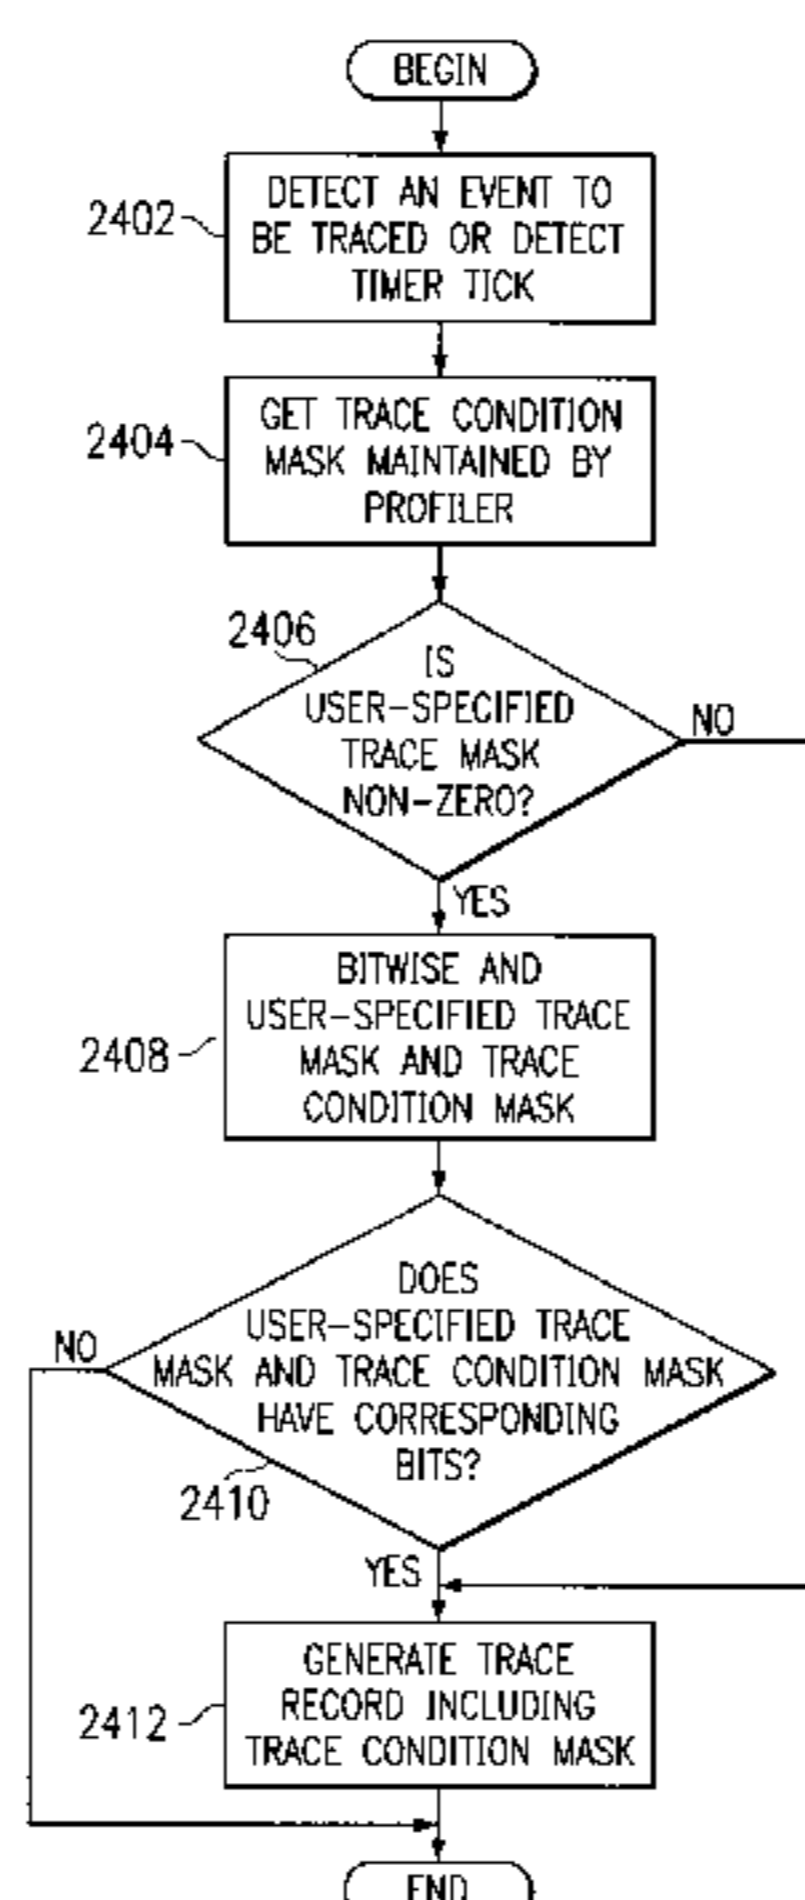 BEGIN
2402
DETECT AN EVENT TO
BE TRACED OR DETECT
TIMER TICK
2404
GET TRACE CONDITION
MASK MAINTAINED BY
PROFILER
2406
IS
USER-SPECIFIED
TRACE MASK
NON-ZERO?
NO
YES
2408
BITWISE AND
USER-SPECIFIED TRACE
MASK AND TRACE
CONDITION MASK
DOES
USER-SPECIFIED TRACE
MASK AND TRACE CONDITION MASK
HAVE CORRESPONDING
BITS?
NO
2410
YES
2412
GENERATE TRACE
RECORD INCLUDING
TRACE CONDITION MASK
END